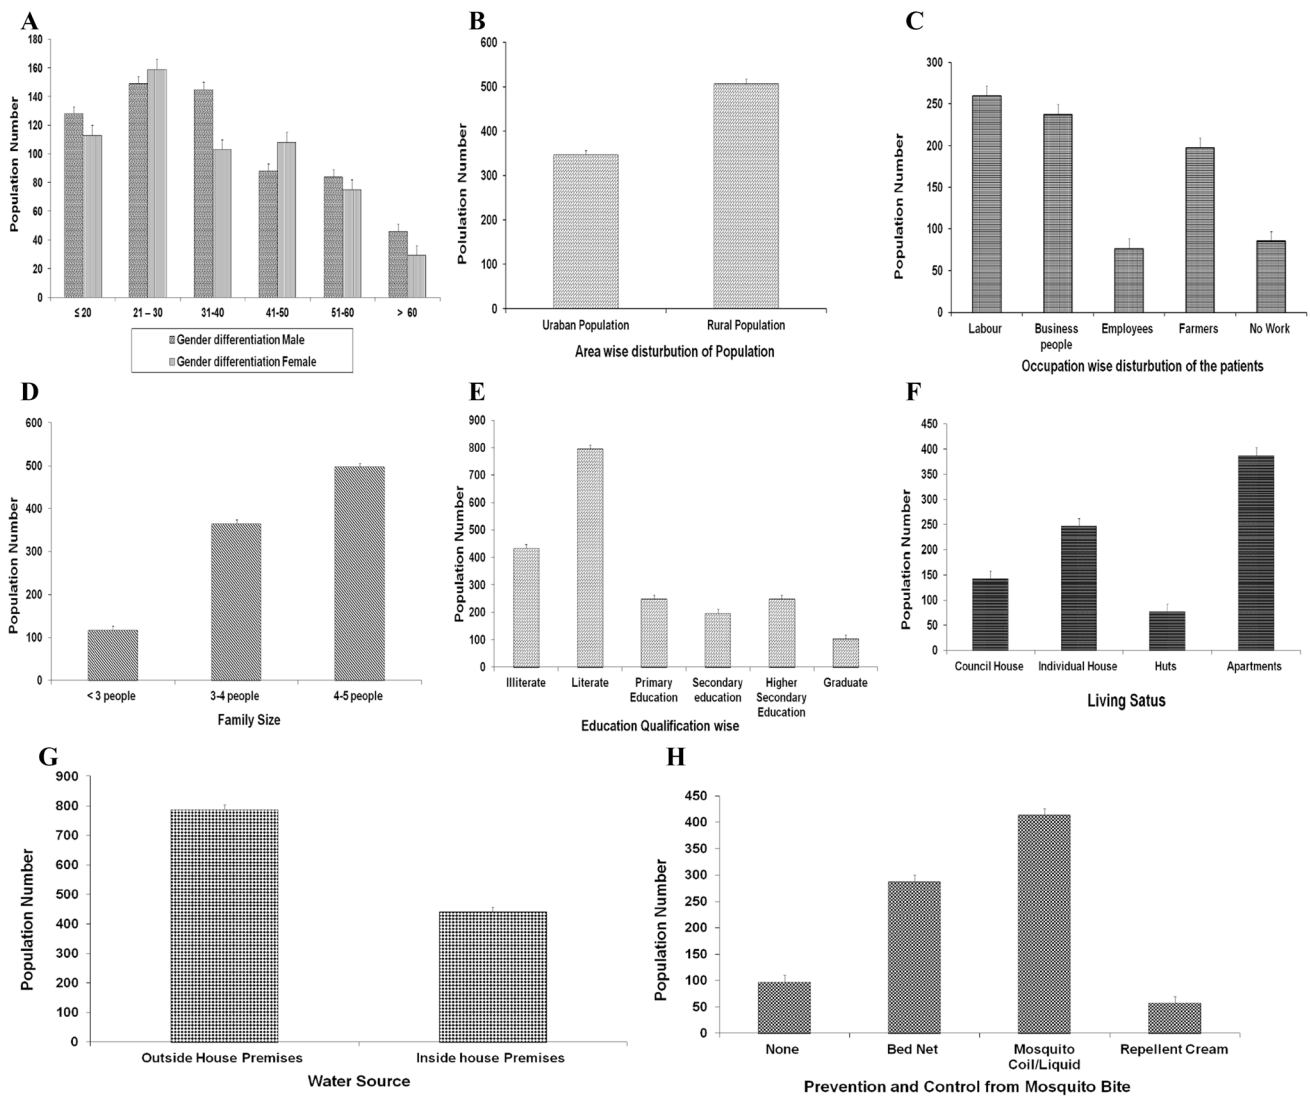 A
Population Number
180
160
140
120
100
80
60
40
20
0
≤ 20
21 – 30
31-40
41-50
51-60
> 60
Gender differentiation Male
Gender differentiation Female
B
Polulation Number
600
500
400
300
200
100
0
Uraban Population
Rural Population
Area wise disturbution of Population
C
Population Number
300
250
200
150
100
50
0
Labour
Business
people
Employees
Farmers
No Work
Occupation wise disturbution of the patients
D
Population Number
600
500
400
300
200
100
0
< 3 people
3-4 people
4-5 people
Family Size
E
Population Number
900
800
700
600
500
400
300
200
100
0
Illiterate
Literate
Primary
Education
Secondary
education
Higher
Secondary
Education
Graduate
Education Qualification wise
F
Population Number
450
400
350
300
250
200
150
100
50
0
Council House
Individual House
Huts
Apartments
Living Satus
G
Population Number
900
800
700
600
500
400
300
200
100
0
Outside House Premises
Inside house Premises
Water Source
H
Population Number
450
400
350
300
250
200
150
100
50
0
None
Bed Net
Mosquito
Coil/Liquid
Repellent Cream
Prevention and Control from Mosquito Bite